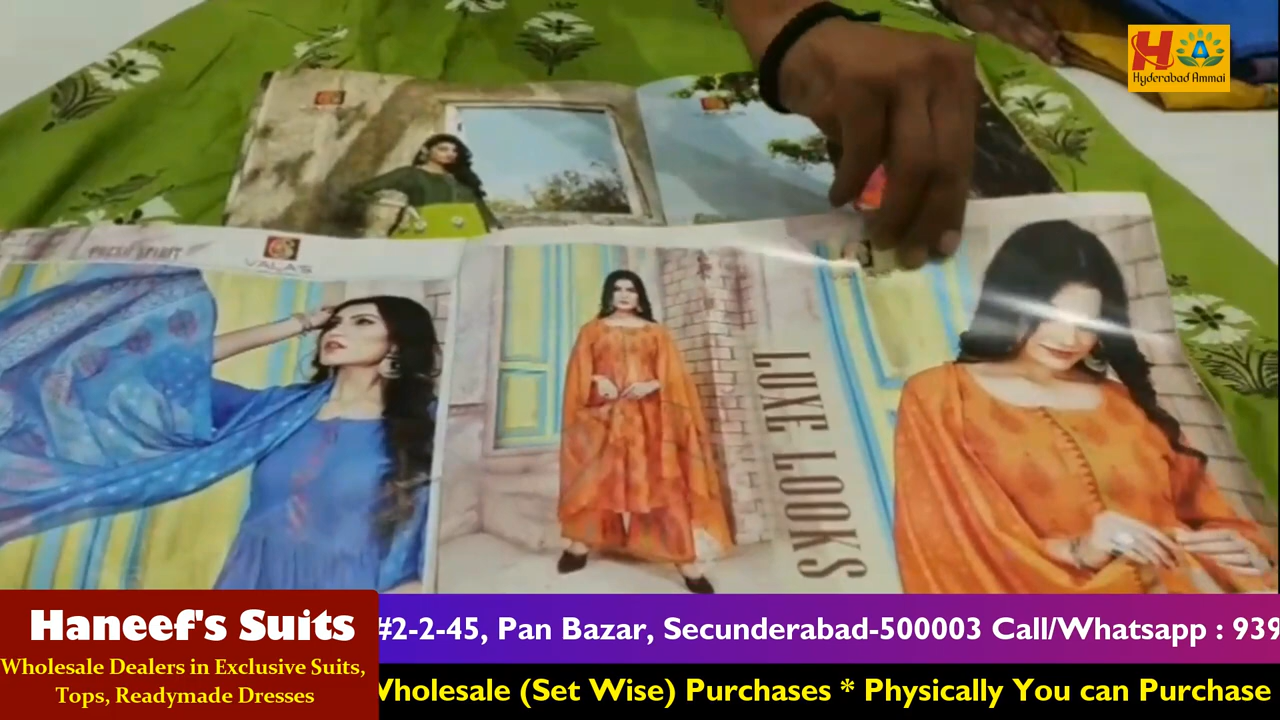 H A
Hyderabad Ammai
VALAS
LUXE LOOKS
Haneef's Suits
Wholesale Dealers in Exclusive Suits,
Tops, Readymade Dresses
#2-2-45, Pan Bazar, Secunderabad-500003 Call/Whatsapp : 939
Wholesale (Set Wise) Purchases * Physically You can Purchase